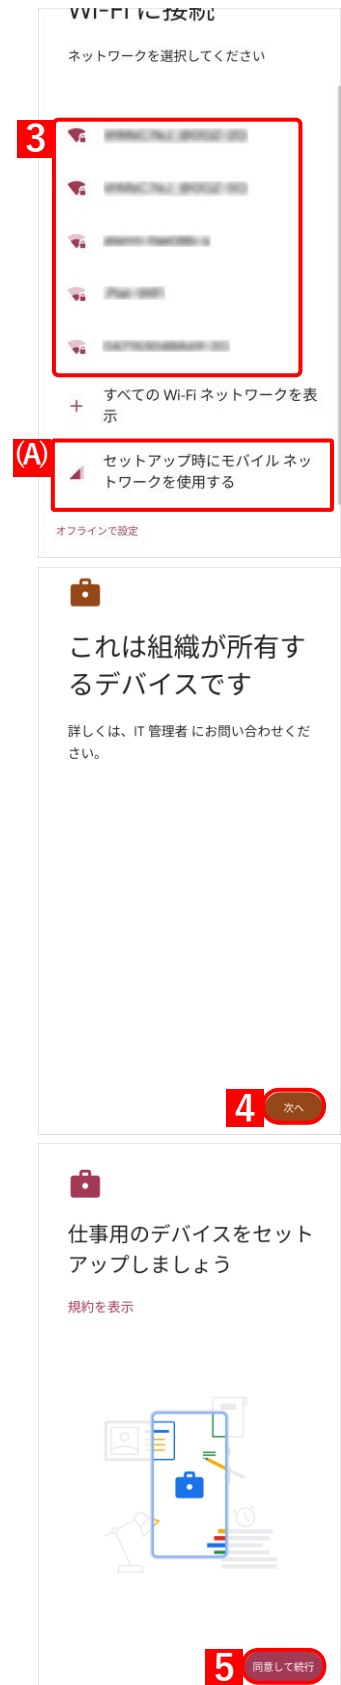 Wi-Fi に接続
ネットワークを選択してください
3
すべての Wi-Fi ネットワークを表
示
(A)
セットアップ時にモバイル ネッ
トワークを使用する
オフラインで設定
これは組織が所有す
るデバイスです
詳しくは、IT 管理者 にお問い合わせくだ
さい。
4
次へ
仕事用のデバイスをセット
アップしましょう
規約を表示
5
同意して続行